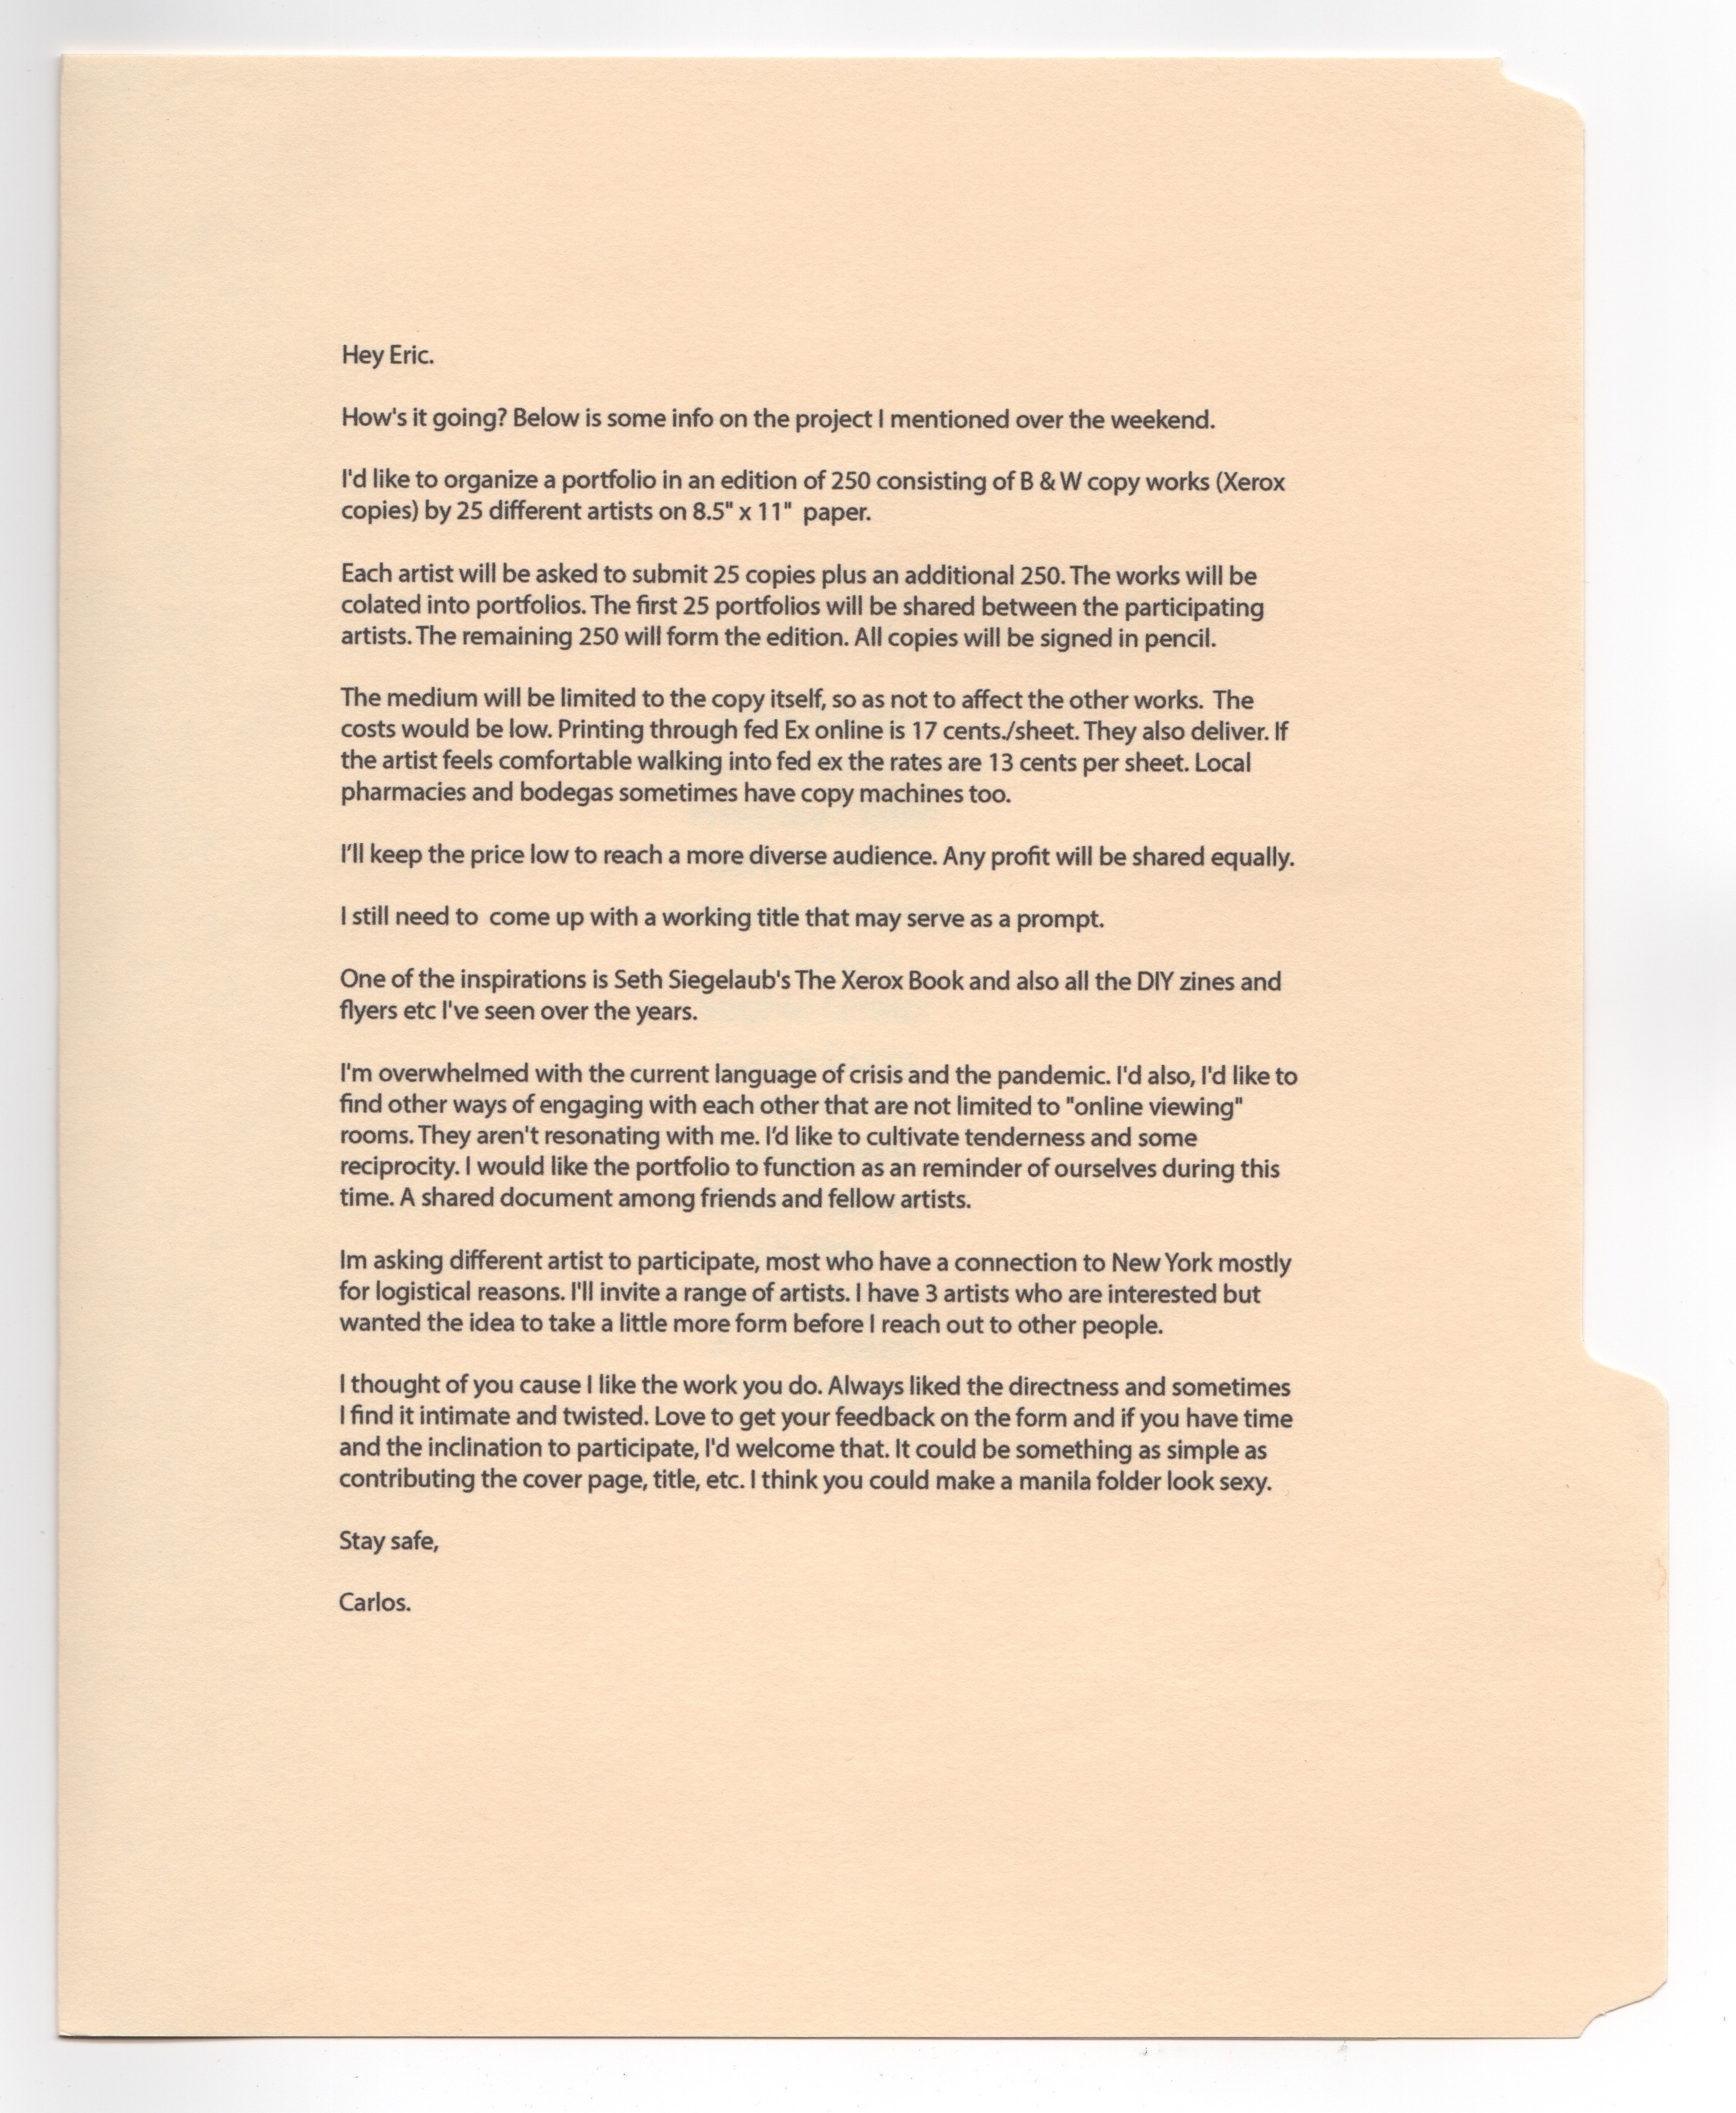 Hey Eric.
How's it going? Below is some info on the project I mentioned over the weekend.
I'd like to organize a portfolio in an edition of 250 consisting of B & W copy works (Xerox
copies) by 25 different artists on 8.5" x 11"  paper.
Each artist will be asked to submit 25 copies plus an additional 250. The works will be
colated into portfolios. The first 25 portfolios will be shared between the participating
artists. The remaining 250 will form the edition. All copies will be signed in pencil.
The medium will be limited to the copy itself, so as not to affect the other works.  The
costs would be low. Printing through fed Ex online is 17 cents./sheet. They also deliver. If
the artist feels comfortable walking into fed ex the rates are 13 cents per sheet. Local
pharmacies and bodegas sometimes have copy machines too.
I'll keep the price low to reach a more diverse audience. Any profit will be shared equally.
I still need to  come up with a working title that may serve as a prompt.
One of the inspirations is Seth Siegelaub's The Xerox Book and also all the DIY zines and
flyers etc I've seen over the years.
I'm overwhelmed with the current language of crisis and the pandemic. I'd also, I'd like to
find other ways of engaging with each other that are not limited to "online viewing"
rooms. They aren't resonating with me. I'd like to cultivate tenderness and some
reciprocity. I would like the portfolio to function as an reminder of ourselves during this
time. A shared document among friends and fellow artists.
Im asking different artist to participate, most who have a connection to New York mostly
for logistical reasons. I'll invite a range of artists. I have 3 artists who are interested but
wanted the idea to take a little more form before I reach out to other people.
I thought of you cause I like the work you do. Always liked the directness and sometimes
I find it intimate and twisted. Love to get your feedback on the form and if you have time
and the inclination to participate, I'd welcome that. It could be something as simple as
contributing the cover page, title, etc. I think you could make a manila folder look sexy.
Stay safe,
Carlos.